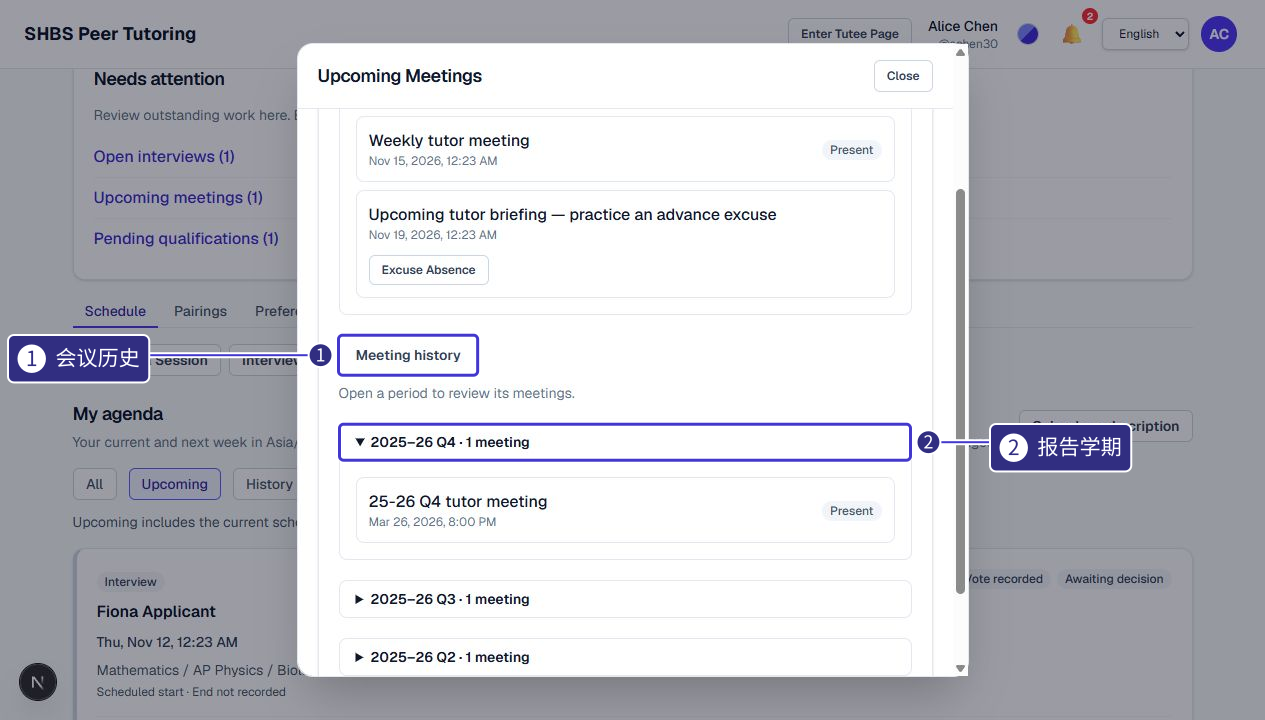 SHBS Peer Tutoring
Enter Tutee Page
Alice Chen
2
English
AC
Needs attention
Review outstanding work here.
Open interviews (1)
Upcoming meetings (1)
Pending qualifications (1)
Schedule
Pairings
Upcoming Meetings
Close
Weekly tutor meeting
Nov 15, 2026, 12:23 AM
Present
Upcoming tutor briefing — practice an advance excuse
Nov 19, 2026, 12:23 AM
Excuse Absence
1 会议历史
Session
1
Meeting history
Open a period to review its meetings.
My agenda
Your current and next week in Asia/
▼ 2025–26 Q4 · 1 meeting
2
2 报告学期
All
Upcoming
History
25-26 Q4 tutor meeting
Mar 26, 2026, 8:00 PM
Present
Upcoming includes the current
Interview
Vote recorded
Awaiting decision
Fiona Applicant
Thu, Nov 12, 12:23 AM
Mathematics / AP Physics /
Scheduled start · End not recorded
▶ 2025–26 Q3 · 1 meeting
▶ 2025–26 Q2 · 1 meeting
N